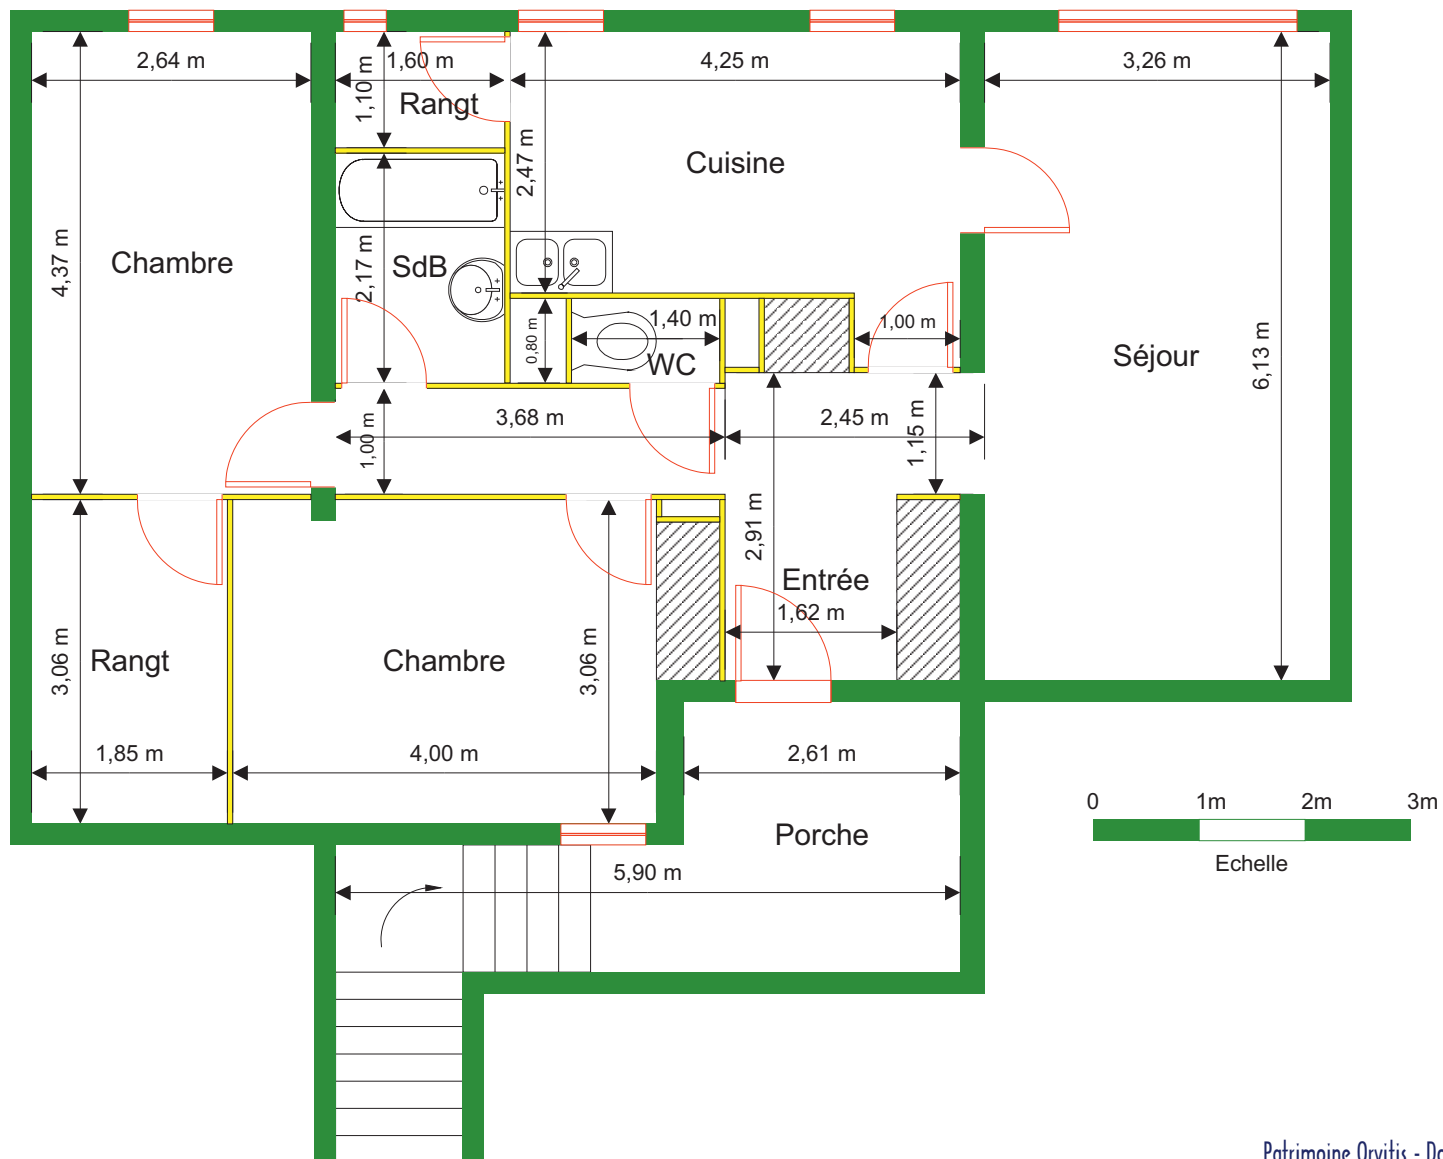 2,64 m
1,60 m
4,25 m
3,26 m
1,10 m
Rangt
2,47 m
Cuisine
4,37 m
Chambre
2,17 m
SdB
0,80 m
1,40 m
WC
1,00 m
Séjour
6,13 m
1,00 m
3,68 m
2,45 m
1,15 m
2,91 m
Entrée
1,62 m
3,06 m
Rangt
Chambre
3,06 m
1,85 m
4,00 m
2,61 m
Porche
5,90 m
0 1m 2m 3m
Echelle
Patrimoine Orvitis -